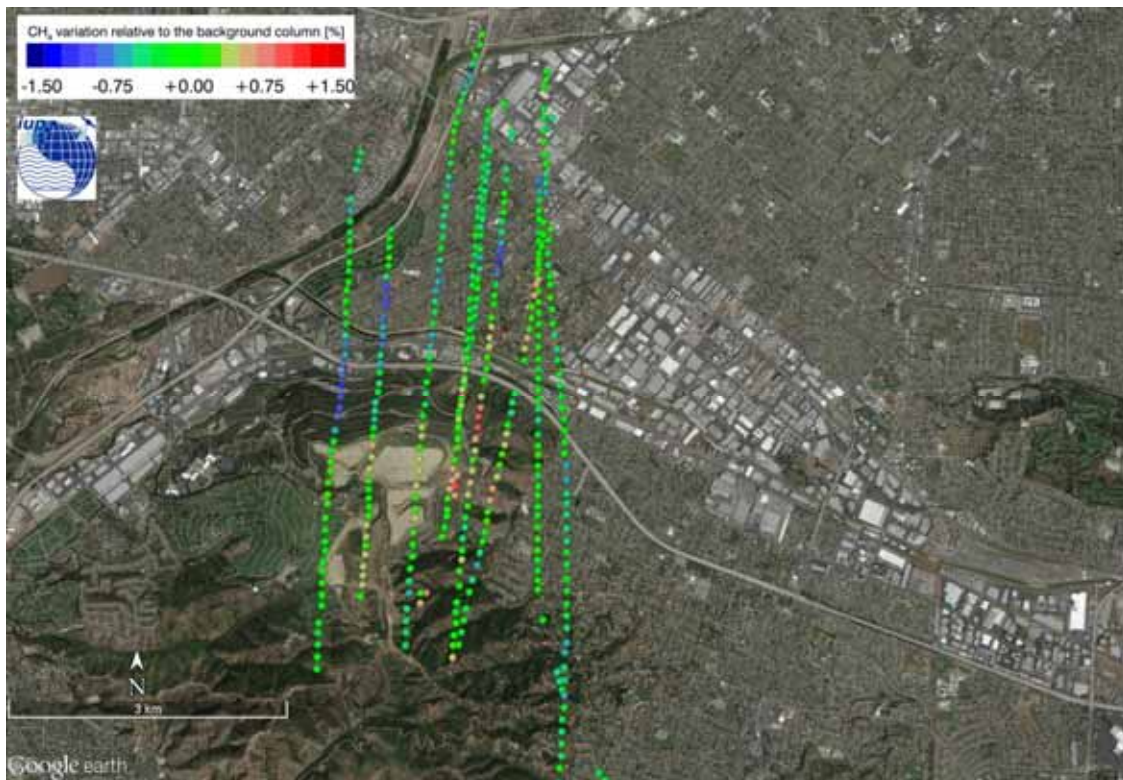 CH₄ variation relative to the background column [%]
-1.50 -0.75 +0.00 +0.75 +1.50
iup
N
3 km
Google earth